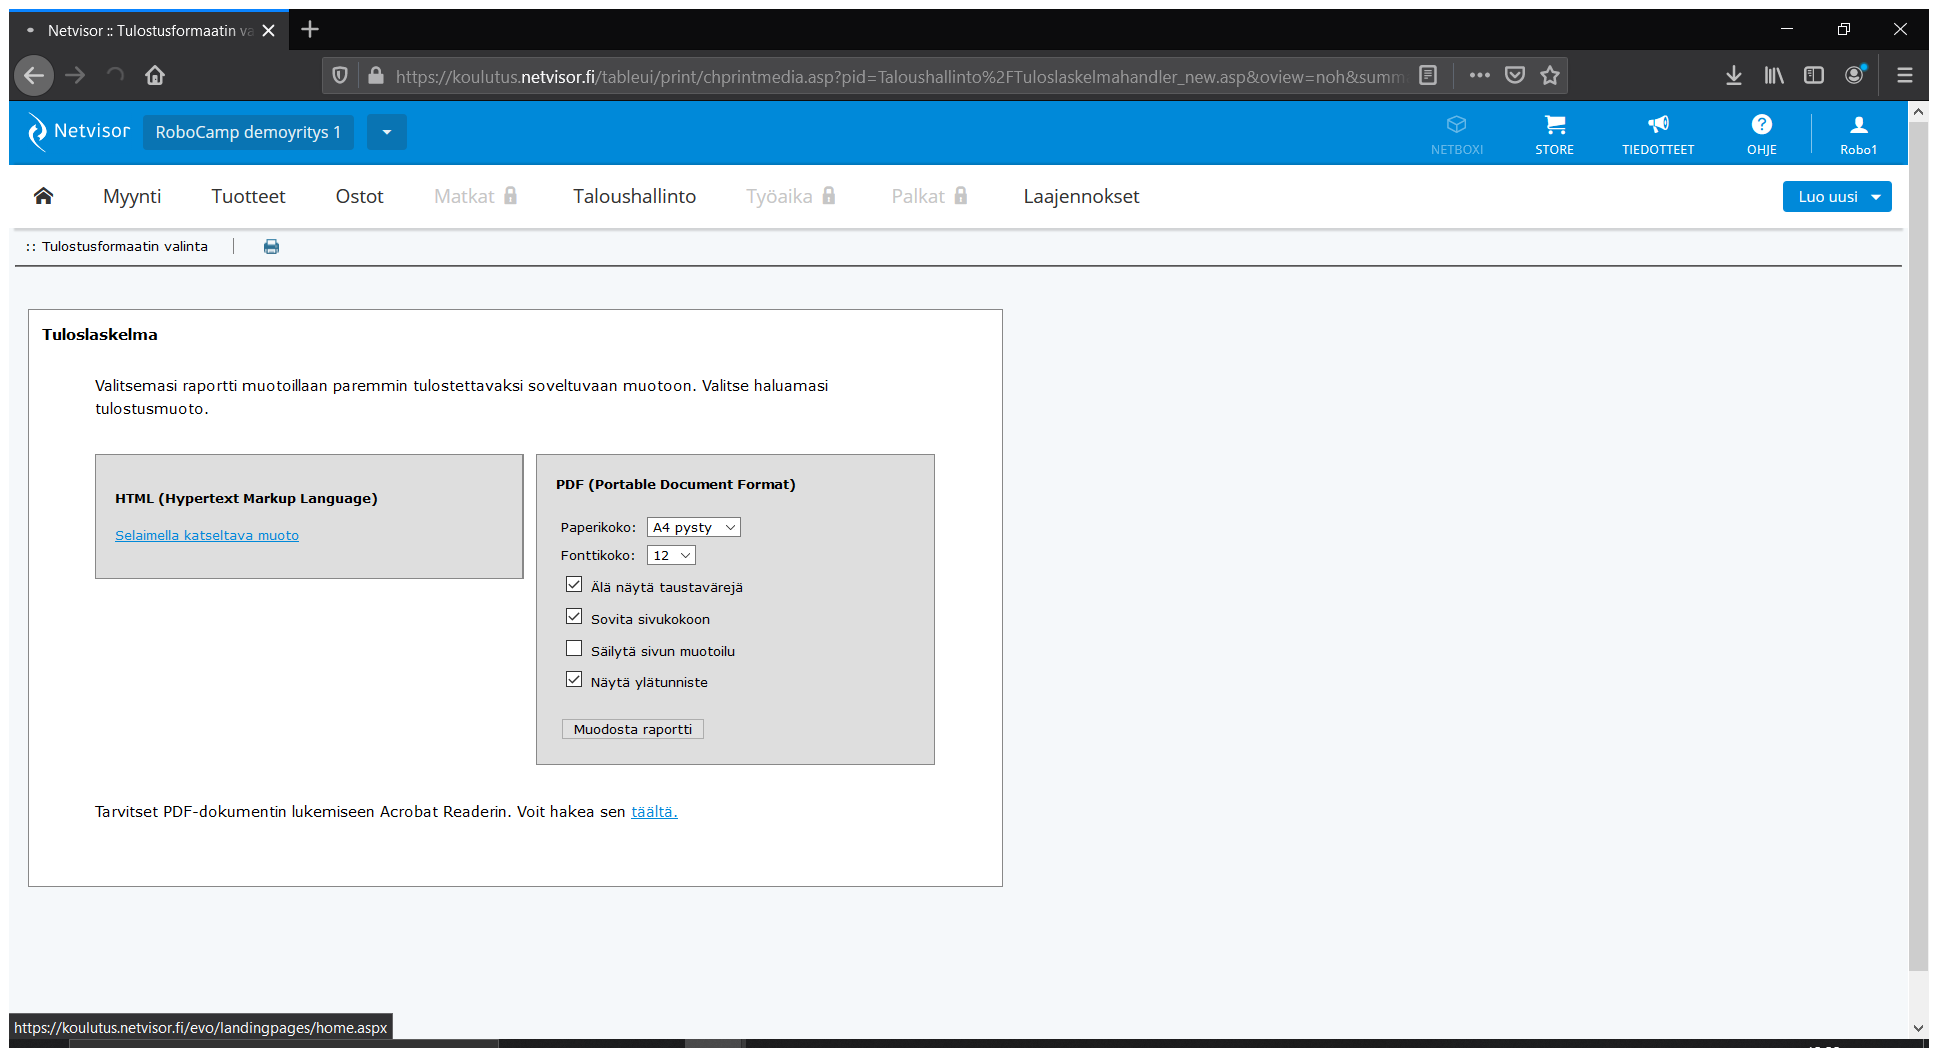 Netvisor :: Tulostusformaatin va
https://koulutus.netvisor.fi/tableui/print/chprintmedia.asp?pid=Taloushallinto%2FTuloslaskelmahandler_new.asp&oview=noh&summ
Netvisor RoboCamp demoyritys 1
NETBOXI STORE TIEDOTTEET OHJE Robo1
Myynti Tuotteet Ostot Matkat Taloushallinto Työaika Palkat Laajennokset Luo uusi
:: Tulostusformaatin valinta
Tuloslaskelma
Valitsemasi raportti muotoillaan paremmin tulostettavaksi soveltuvaan muotoon. Valitse haluamasi
tulostusmuoto.
HTML (Hypertext Markup Language)
Selaimella katseltava muoto
PDF (Portable Document Format)
Paperikoko: A4 pysty
Fonttikoko: 12
Älä näytä taustavärejä
Sovita sivukokoon
Säilytä sivun muotoilu
Näytä ylätunniste
Muodosta raportti
Tarvitset PDF-dokumentin lukemiseen Acrobat Readerin. Voit hakea sen täältä.
https://koulutus.netvisor.fi/evo/landingpages/home.aspx